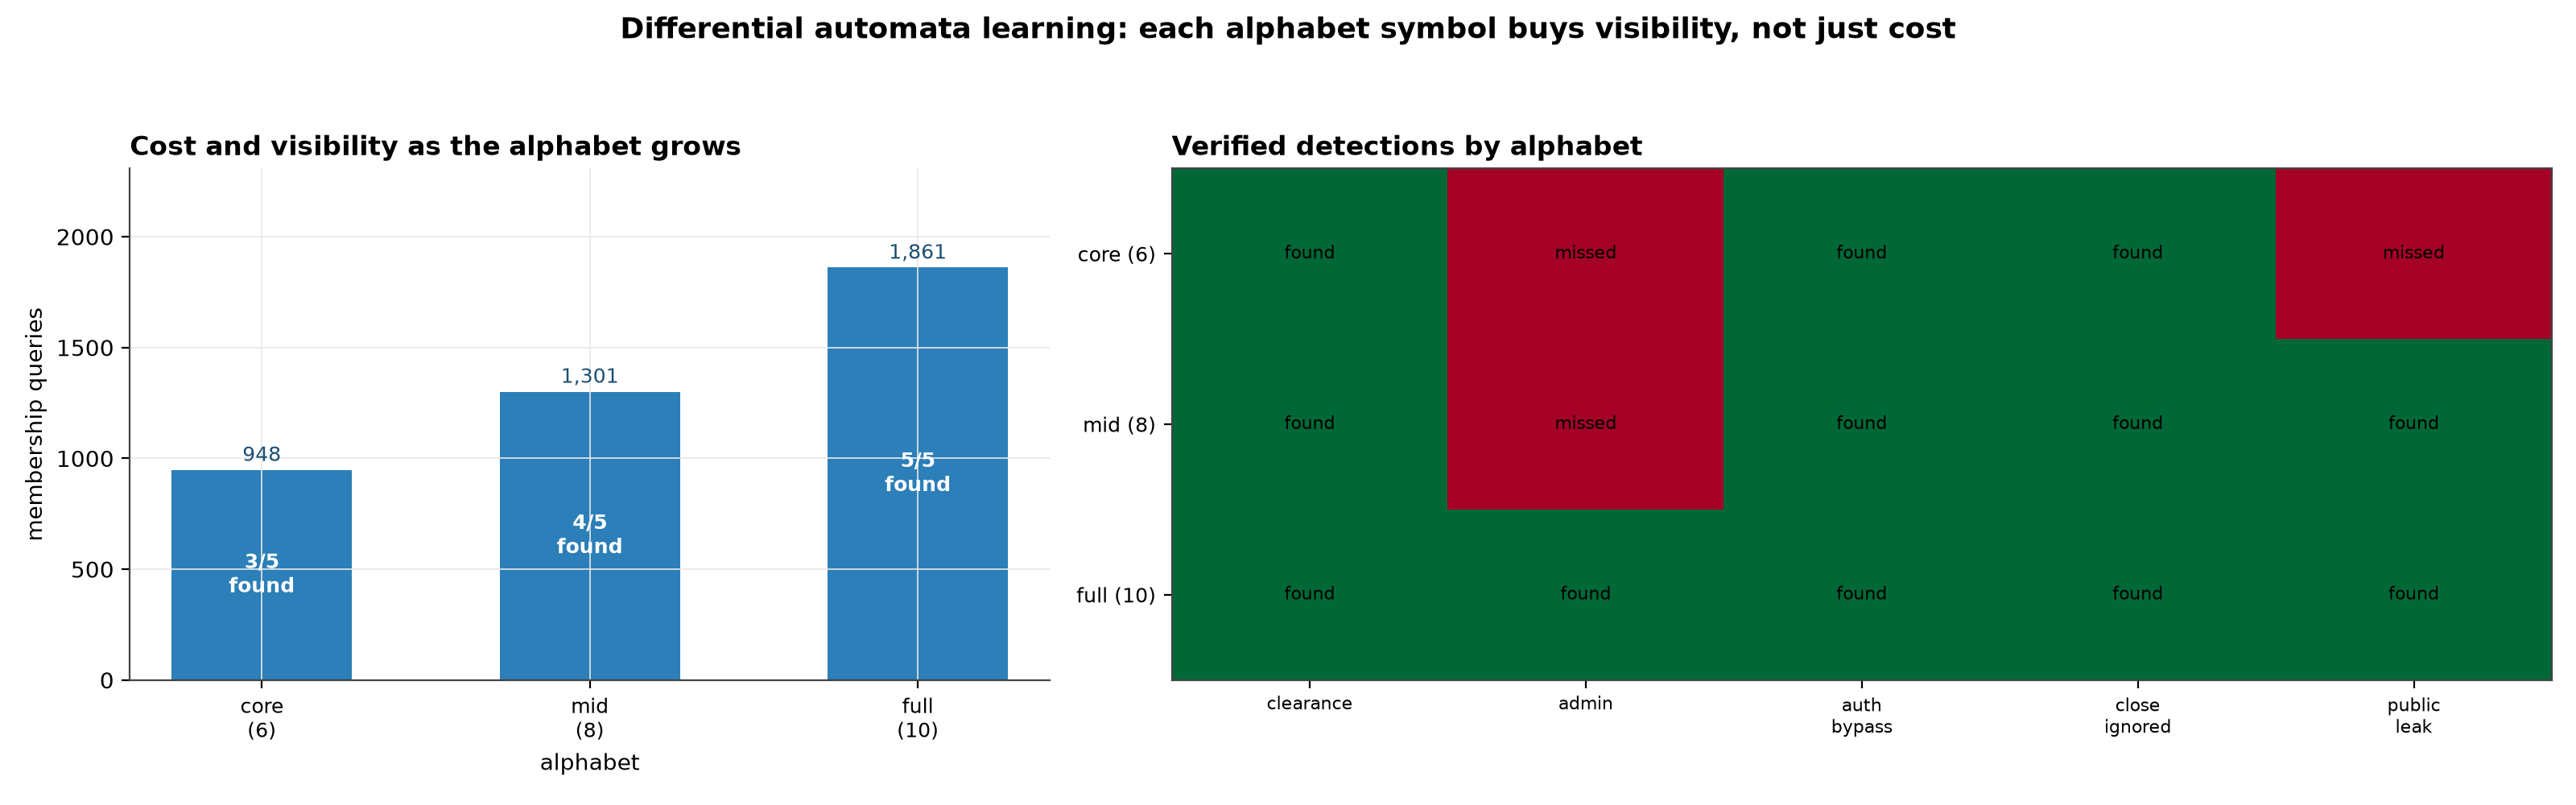 Differential automata learning: each alphabet symbol buys visibility, not just cost
Cost and visibility as the alphabet grows
membership queries
2000
1500
1000
500
0
948
1,301
1,861
3/5
found
4/5
found
5/5
found
core
(6)
mid
(8)
full
(10)
alphabet
Verified detections by alphabet
core (6)
found
missed
found
found
missed
mid (8)
found
missed
found
found
found
full (10)
found
found
found
found
found
clearance
admin
auth
bypass
close
ignored
public
leak